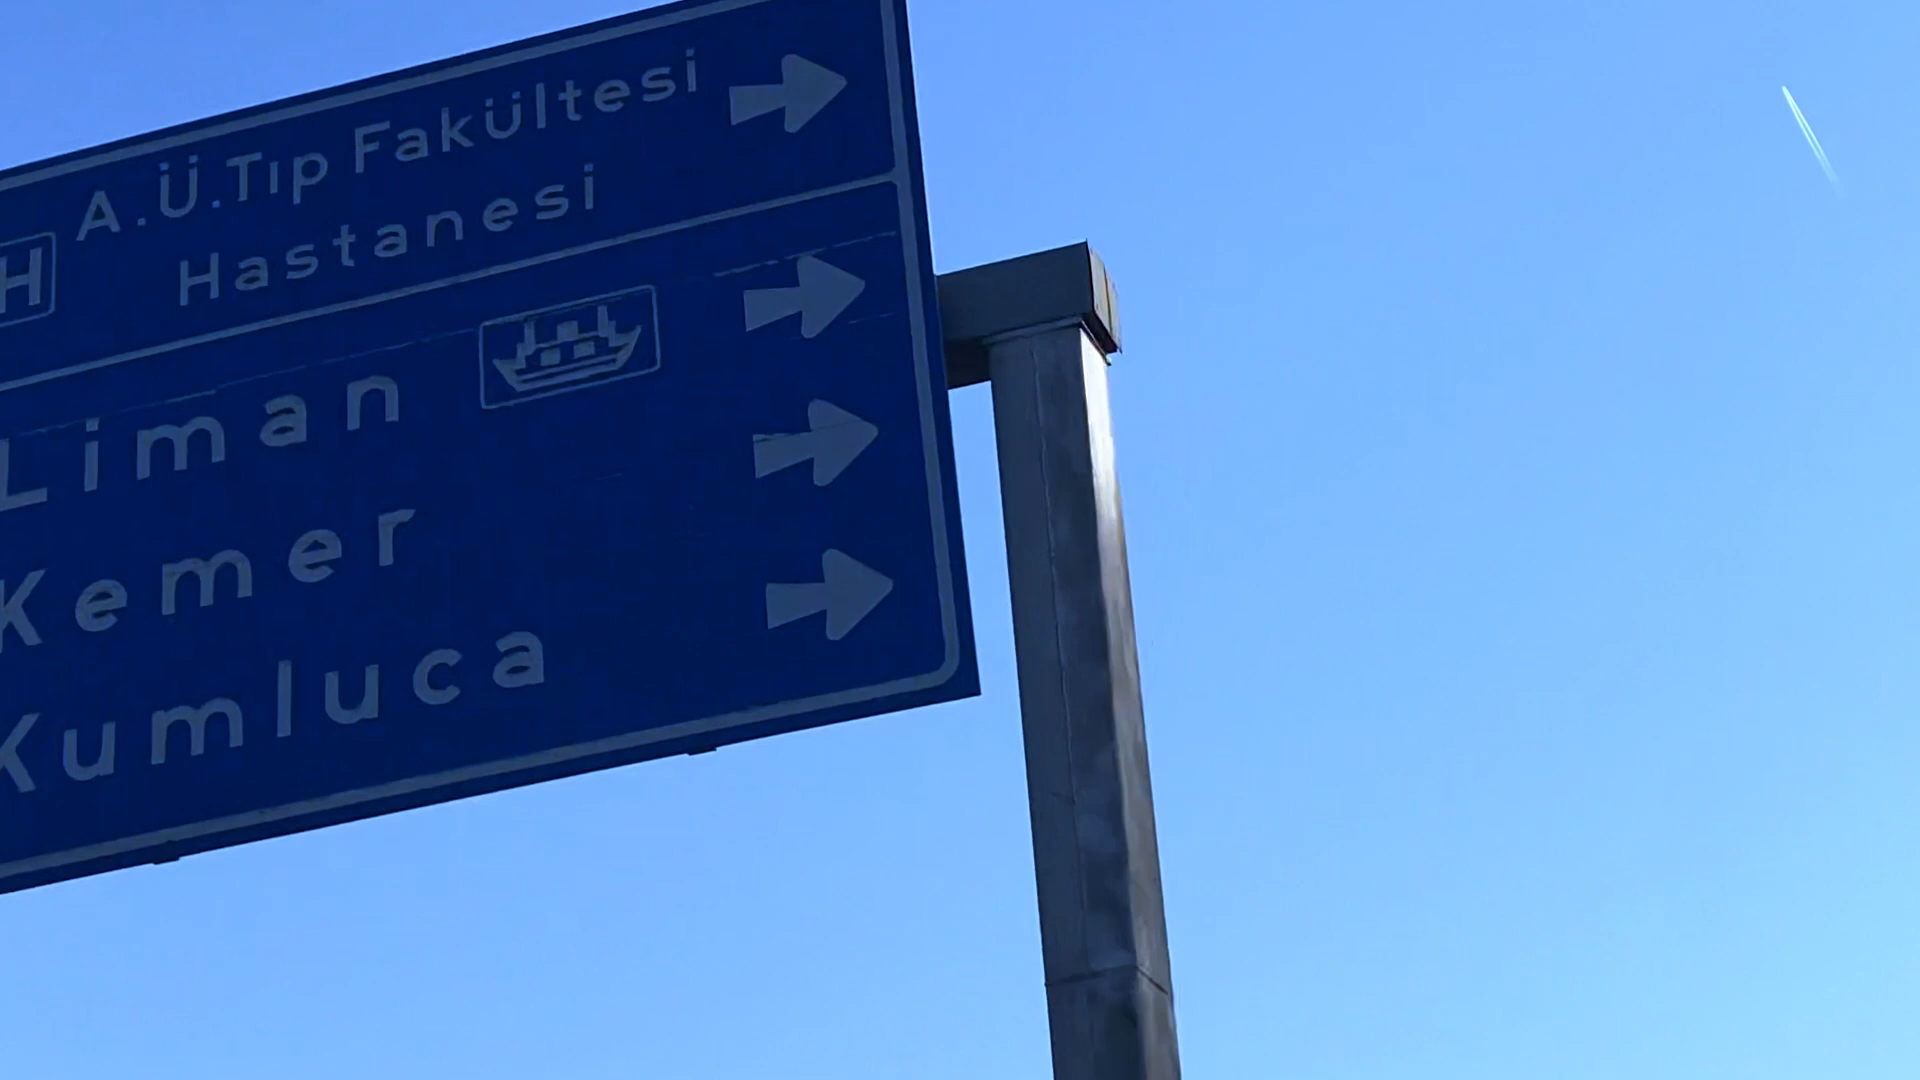 A.Ü.Tıp Fakültesi
H Hastanesi
Liman
Kemer
Kumluca